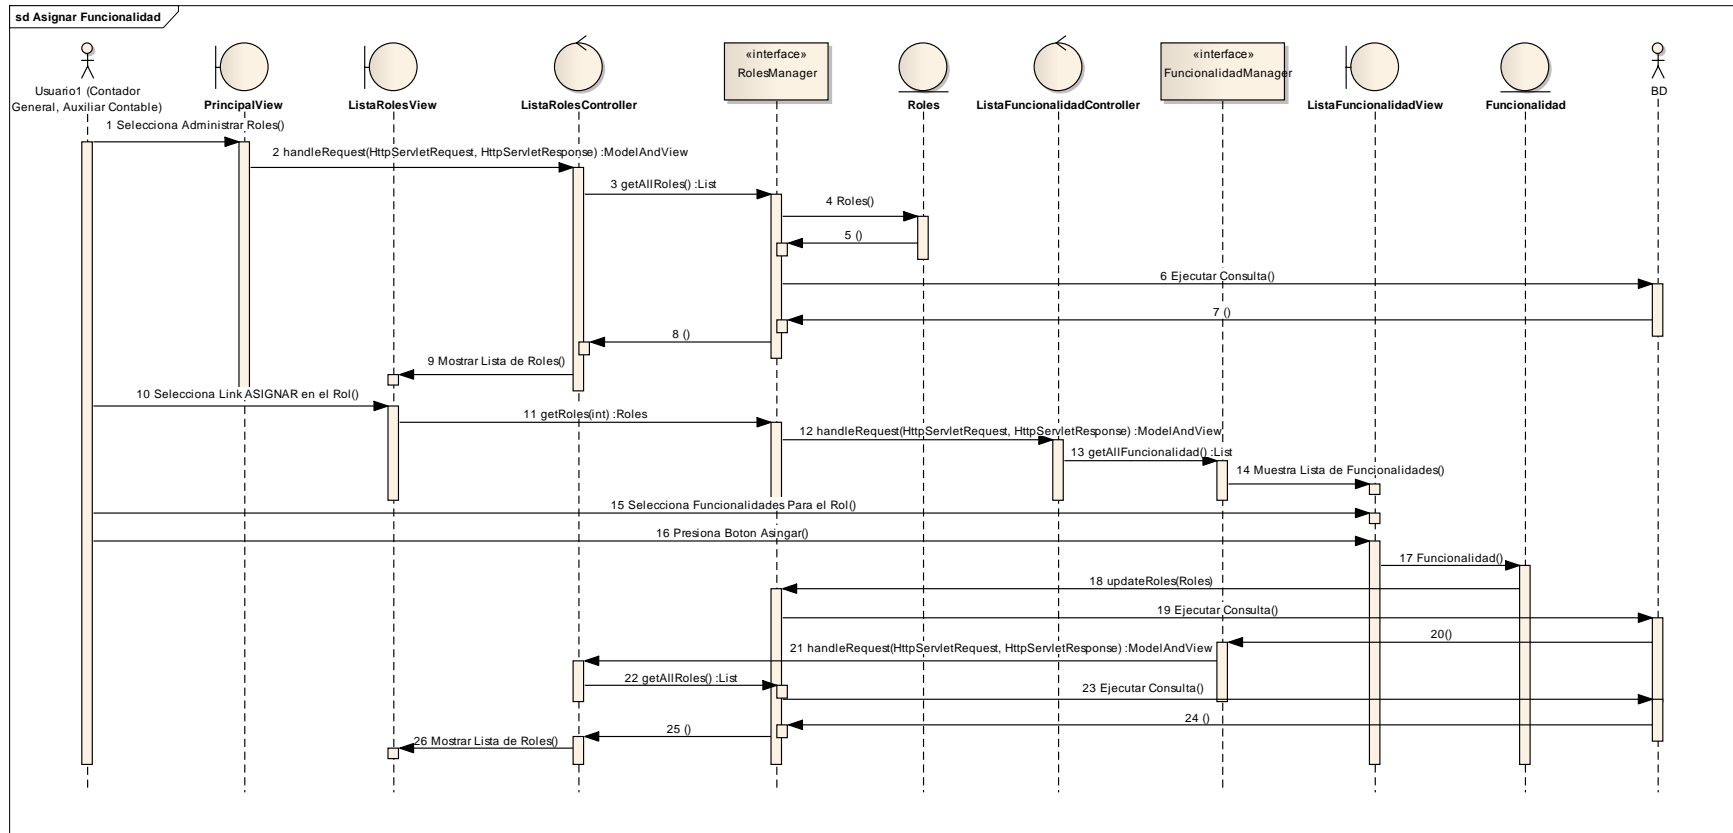 sd Asignar Funcionalidad
Usuario1 (Contador
General, Auxiliar Contable)
PrincipalView
ListaRolesView
ListaRolesController
«interface»
RolesManager
Roles
ListaFuncionalidadController
«interface»
FuncionalidadManager
ListaFuncionalidadView
Funcionalidad
BD
1 Selecciona Administrar Roles()
2 handleRequest(HttpServletRequest, HttpServletResponse) :ModelAndView
3 getAllRoles() :List
4 Roles()
5 ()
6 Ejecutar Consulta()
7 ()
8 ()
9 Mostrar Lista de Roles()
10 Selecciona Link ASIGNAR en el Rol()
11 getRoles(int) :Roles
12 handleRequest(HttpServletRequest, HttpServletResponse) :ModelAndView
13 getAllFuncionalidad() :List
14 Muestra Lista de Funcionalidades()
15 Selecciona Funcionalidades Para el Rol()
16 Presiona Boton Asingar()
17 Funcionalidad()
18 updateRoles(Roles)
19 Ejecutar Consulta()
20()
21 handleRequest(HttpServletRequest, HttpServletResponse) :ModelAndView
22 getAllRoles() :List
23 Ejecutar Consulta()
24 ()
25 ()
26 Mostrar Lista de Roles()